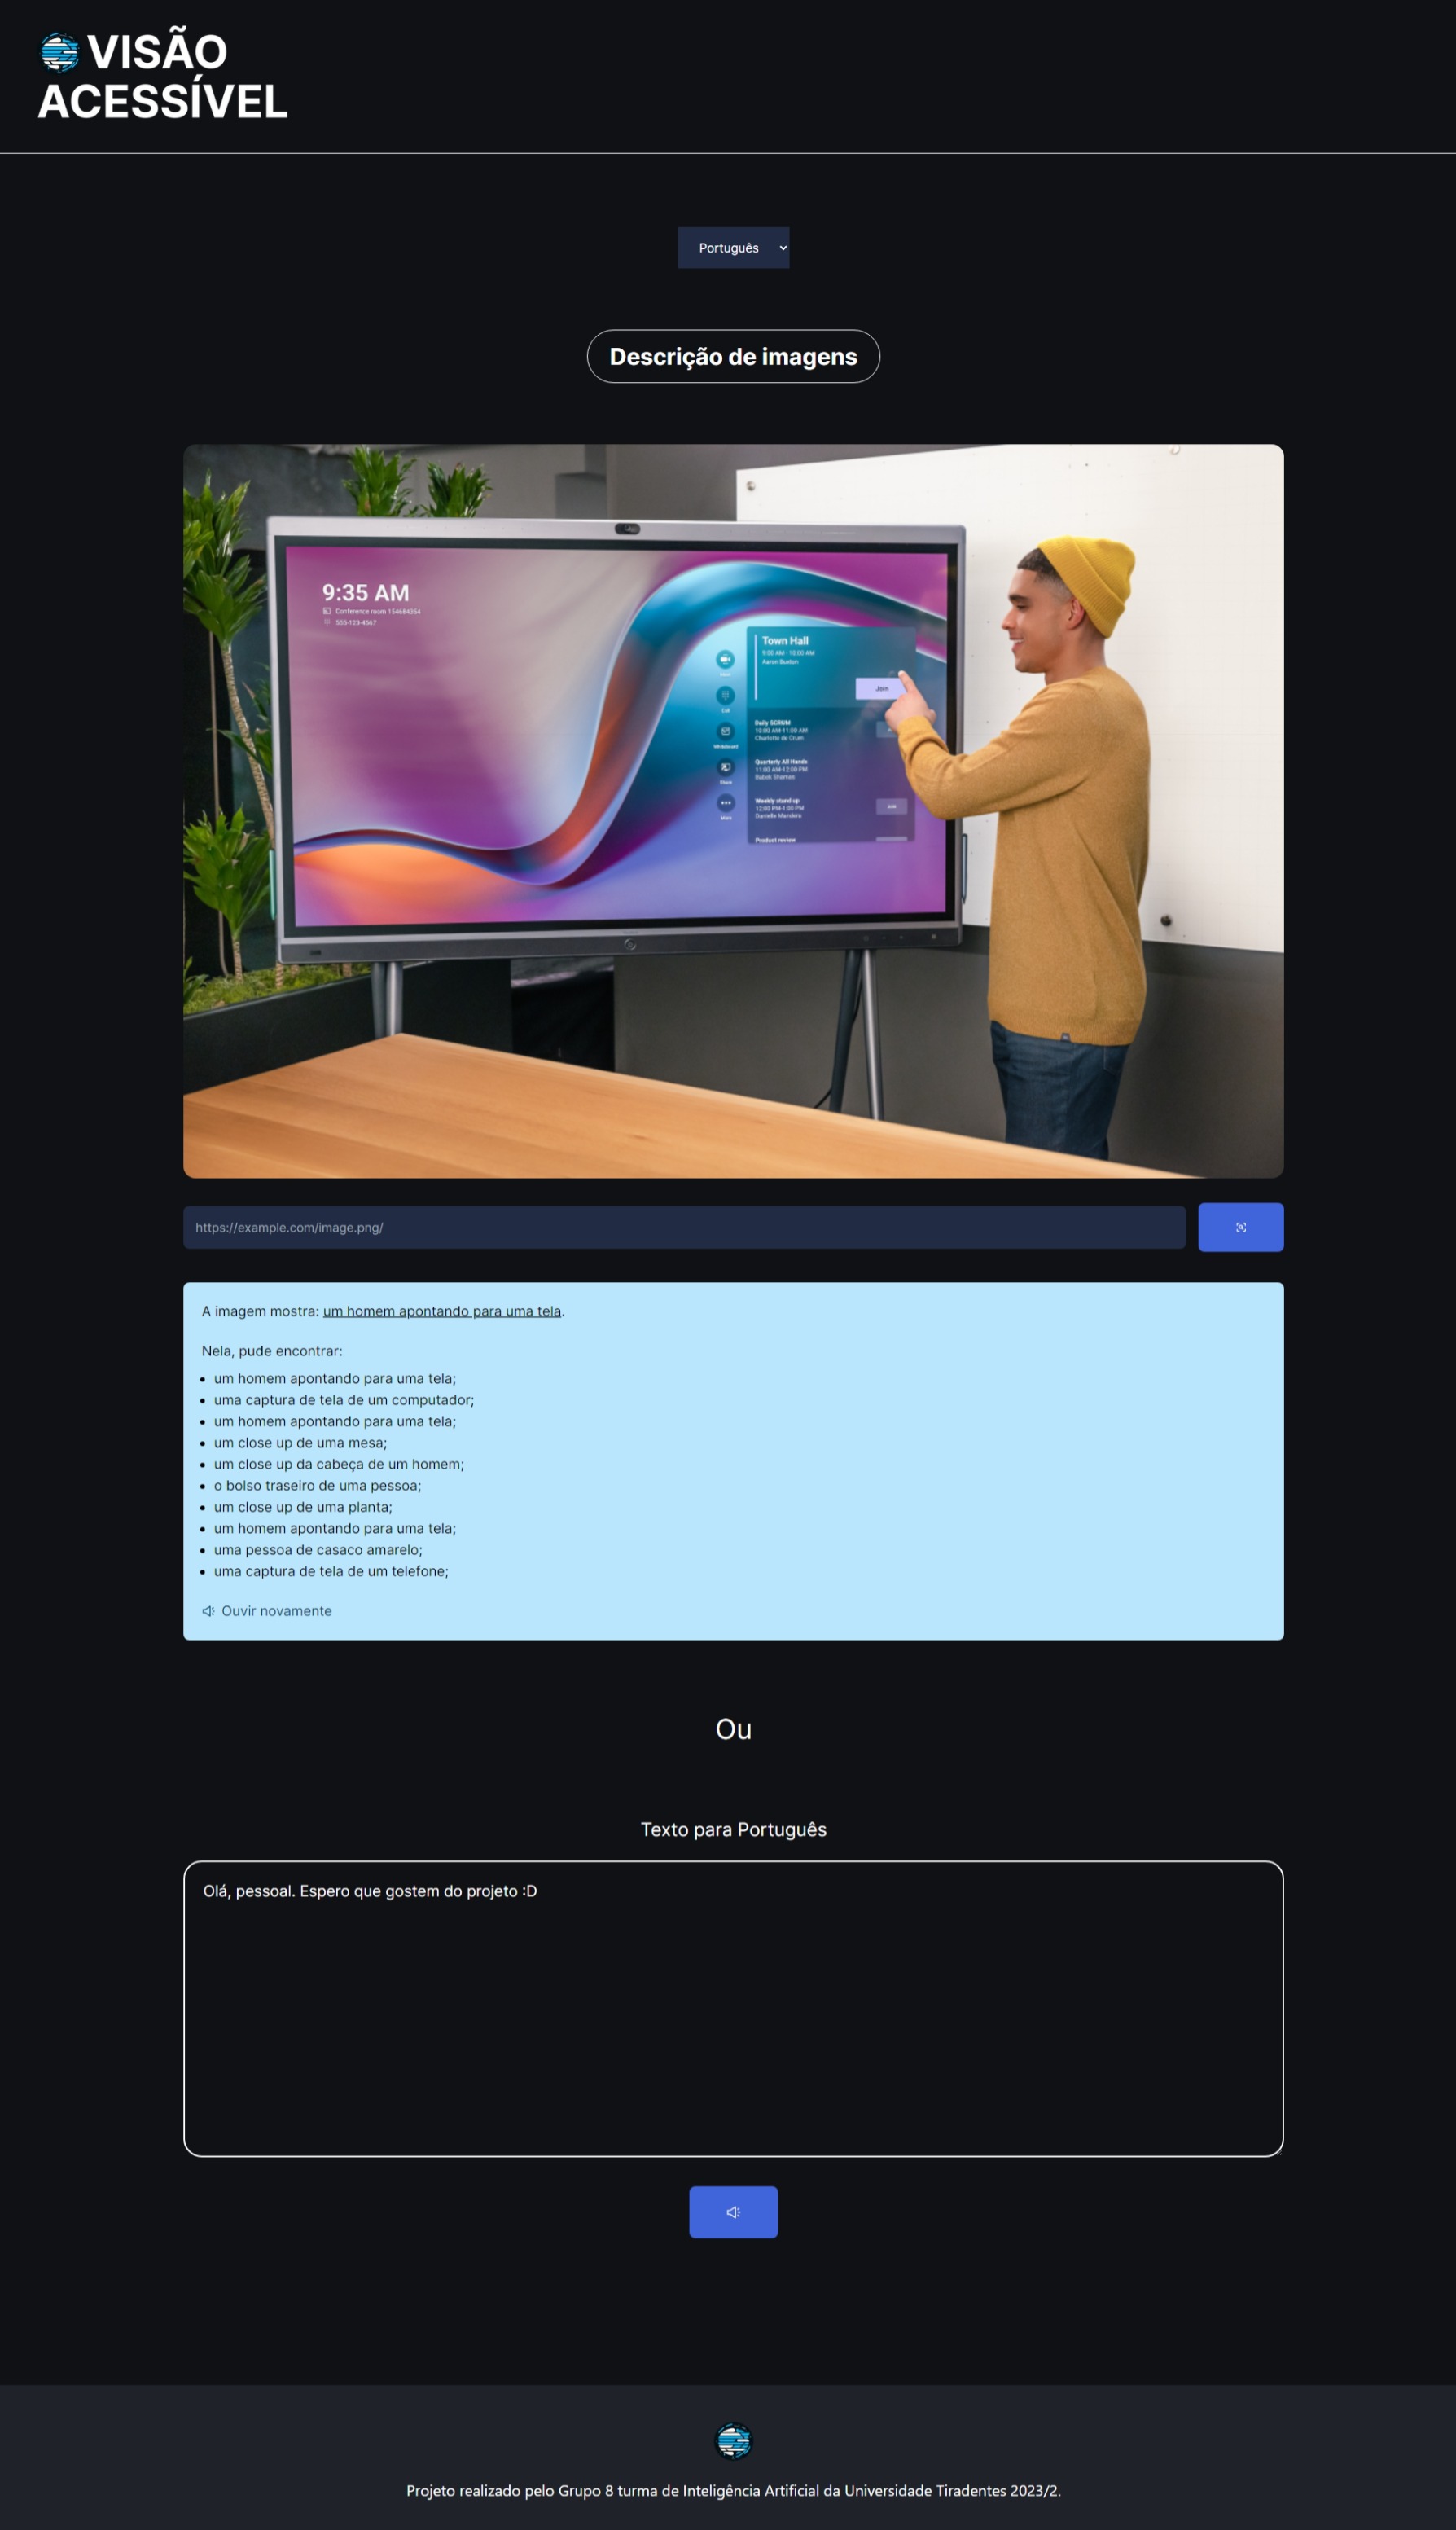 VISÃO
ACESSÍVEL
Português
Descrição de imagens
9:35 AM
Conference room 154684354
555-123-4567
Town Hall
9:00 AM - 10:00 AM
Aaron Buxton
Join
Call
Daily SCRUM
10:00 AM-11:00 AM
Charlotte de Crum
Whiteboard
Quarterly All Hands
11:00 AM-12:00 PM
Babek Shamas
Share
Weekly stand up
12:00 PM-1:00 PM
Danielle Mandera
Join
More
Product review
https://example.com/image.png/
A imagem mostra: um homem apontando para uma tela.
Nela, pude encontrar:
um homem apontando para uma tela;
uma captura de tela de um computador;
um homem apontando para uma tela;
um close up de uma mesa;
um close up da cabeça de um homem;
o bolso traseiro de uma pessoa;
um close up de uma planta;
um homem apontando para uma tela;
uma pessoa de casaco amarelo;
uma captura de tela de um telefone;
Ouvir novamente
Ou
Texto para Português
Olá, pessoal. Espero que gostem do projeto :D
Projeto realizado pelo Grupo 8 turma de Inteligência Artificial da Universidade Tiradentes 2023/2.